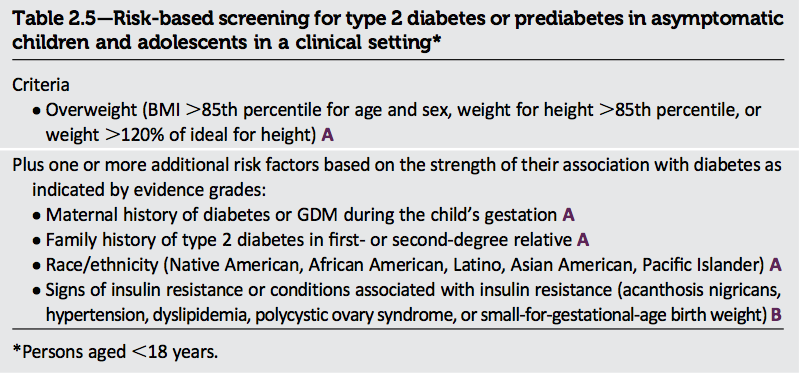 Table 2.5—Risk-based screening for type 2 diabetes or prediabetes in asymptomatic
children and adolescents in a clinical setting*
Criteria
• Overweight (BMI >85th percentile for age and sex, weight for height >85th percentile, or
weight >120% of ideal for height) A
Plus one or more additional risk factors based on the strength of their association with diabetes as
indicated by evidence grades:
• Maternal history of diabetes or GDM during the child's gestation A
• Family history of type 2 diabetes in first- or second-degree relative A
• Race/ethnicity (Native American, African American, Latino, Asian American, Pacific Islander) A
• Signs of insulin resistance or conditions associated with insulin resistance (acanthosis nigricans,
hypertension, dyslipidemia, polycystic ovary syndrome, or small-for-gestational-age birth weight) B
*Persons aged <18 years.